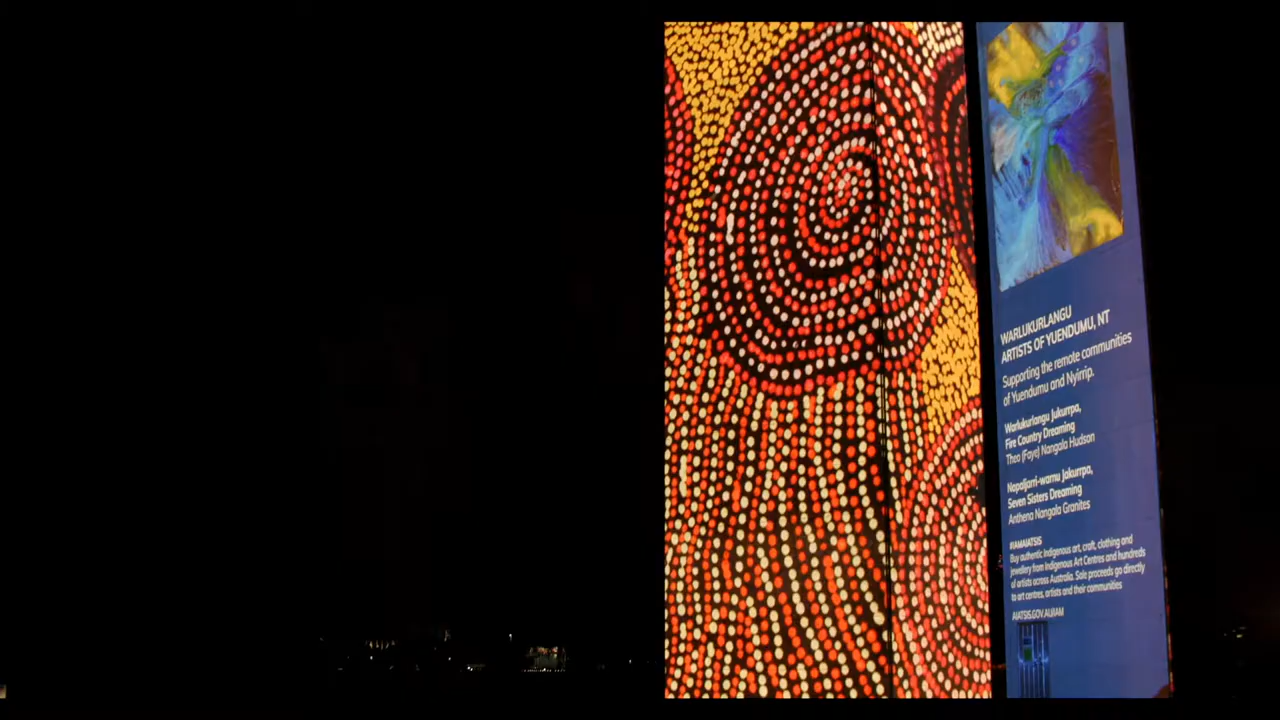 WARLUKURLANGU
ARTISTS OF YUENDUMU, NT
Supporting the remote communities
of Yuendumu and Nyirrip.
Warlukurlangu Jukurrpa,
Fire Country Dreaming
Theo (Faye) Nangala Hudson
Napaljarri-warnu Jakurrpa,
Seven Sisters Dreaming
Anthena Nangala Granites
#IAMAIATSIS
Buy authentic Indigenous art, craft, clothing and
jewellery from Indigenous Art Centres and hundreds
of artists across Australia. Sale proceeds go directly
to art centres, artists and their communities
AIATSIS.GOV.AU/IAM